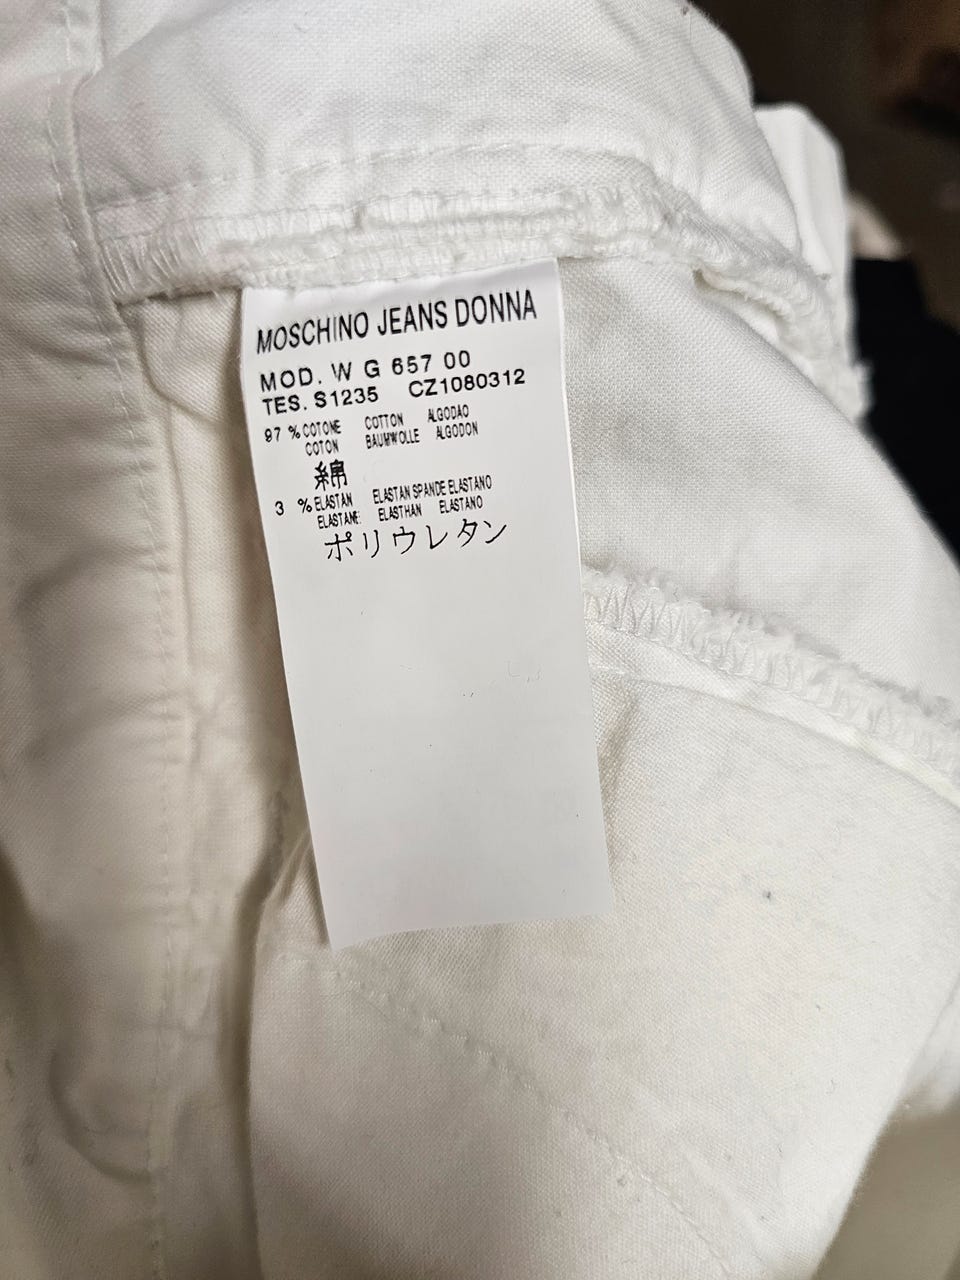 MOSCHINO JEANS DONNA
MOD. W G 657 00
TES. S1235 CZ1080312
97 % COTONE COTTON ALGODAO
COTON BAUMWOLLE ALGODON
綿
3 % ELASTAN ELASTAN SPANDE ELASTANO
ELASTANE: ELASTHAN ELASTANO
ポリウレタン